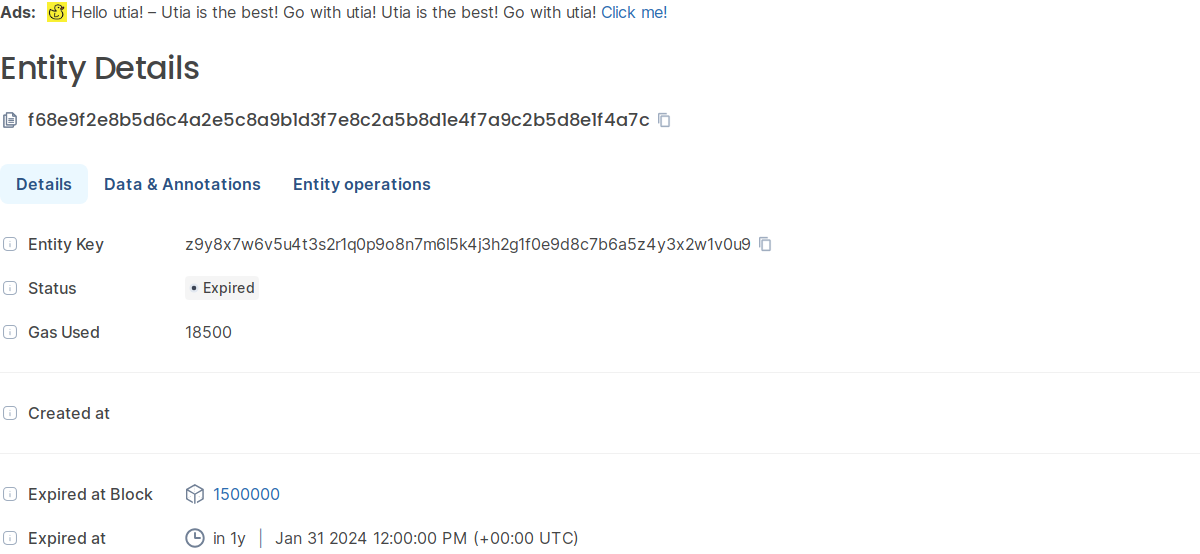 Ads: Hello utia! – Utia is the best! Go with utia! Utia is the best! Go with utia! Click me!
Entity Details
f68e9f2e8b5d6c4a2e5c8a9b1d3f7e8c2a5b8d1e4f7a9c2b5d8e1f4a7c
Details Data & Annotations Entity operations
Entity Key z9y8x7w6v5u4t3s2r1q0p9o8n7m6l5k4j3h2g1f0e9d8c7b6a5z4y3x2w1v0u9
Status Expired
Gas Used 18500
Created at
Expired at Block 1500000
Expired at in 1y | Jan 31 2024 12:00:00 PM (+00:00 UTC)